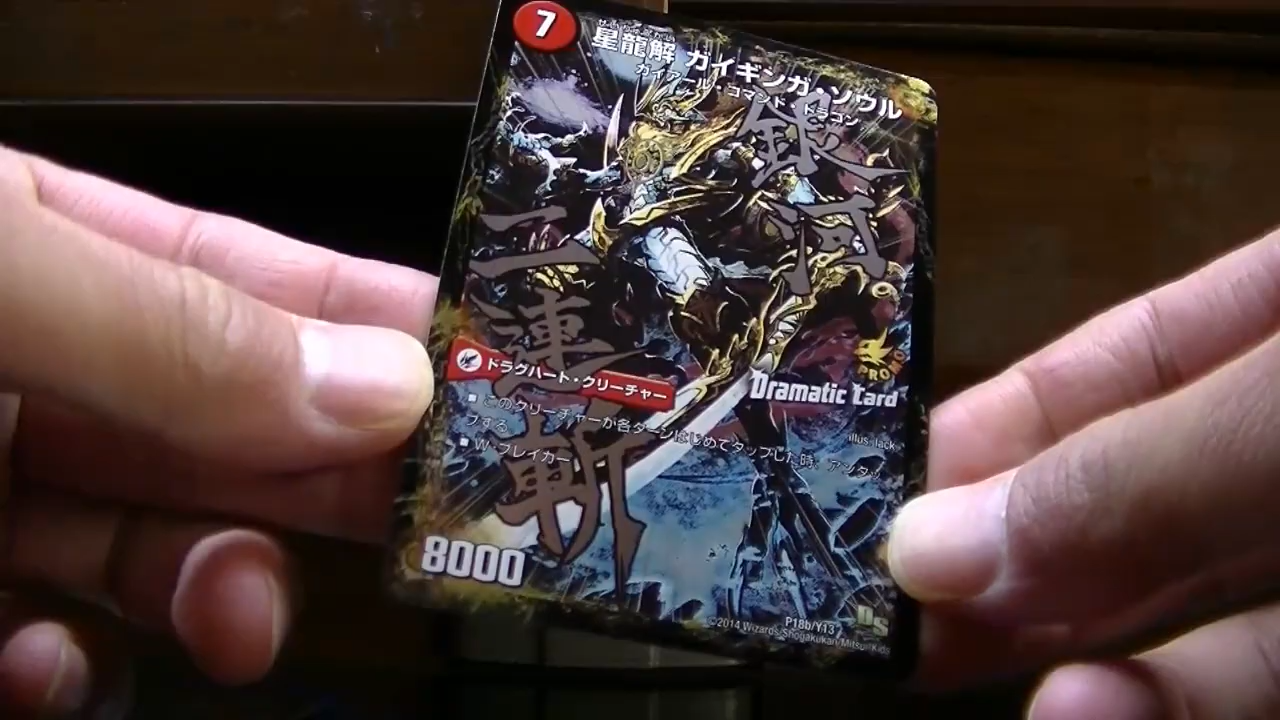 7
星龍解 ガイギンガ・ソウル
ガイアール・コマンド・ドラゴン
銀河。
二連斬
PROMO
ドラグハート・クリーチャー
Dramatic Card
illus. Jack
■ このクリーチャーが各ターンはじめてタップした時、アンタッ
プする。
■ W・ブレイカー
8000
DS
P18b/Y13
©2014 Wizards/Shogakukan/Mitsui-Kids